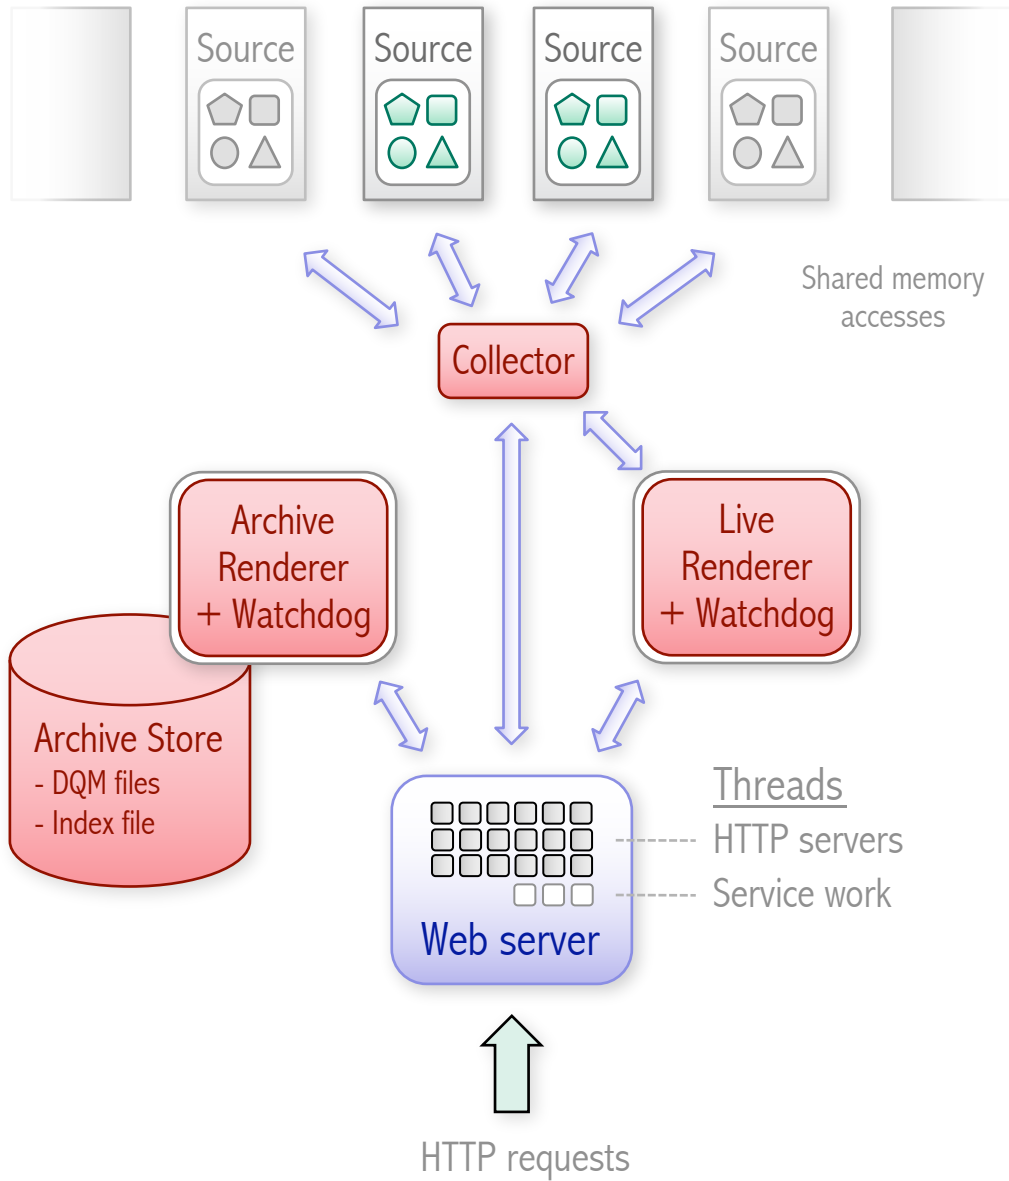 Source
Source
Source
Source
Shared memory
accesses
Collector
Archive
Renderer
+ Watchdog
Live
Renderer
+ Watchdog
Archive Store
- DQM files
- Index file
Threads
HTTP servers
Service work
Web server
HTTP requests